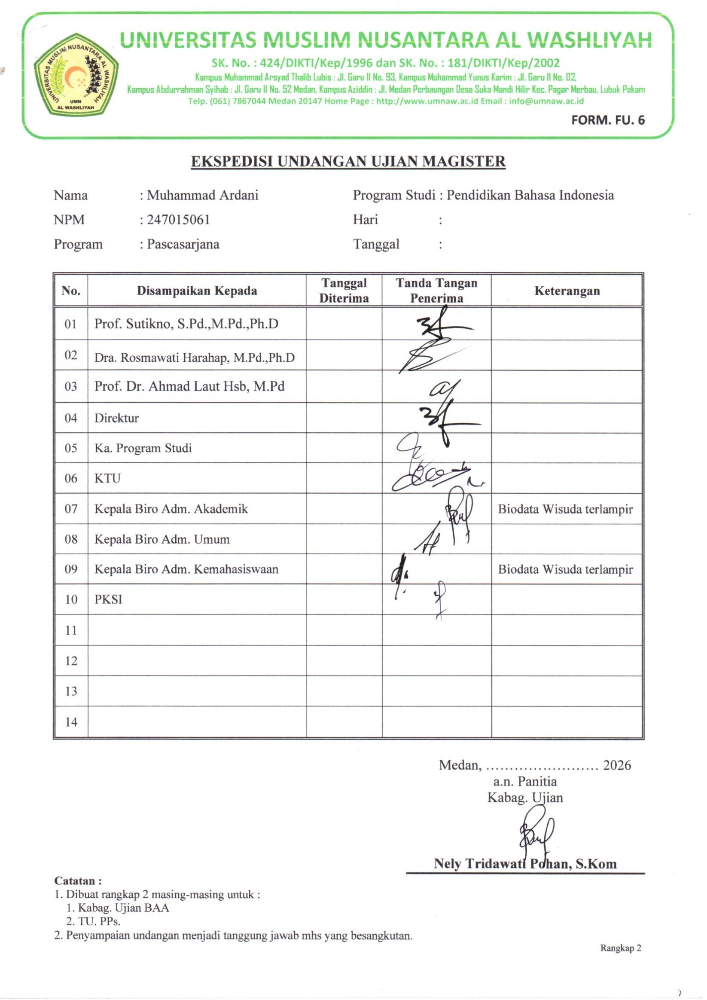 UNIVERSITAS MUSLIM NUSANTARA AL WASHLIYAH
UMN
AL WASHLIYAH
UNIVERSITAS MUSLIM NUSANTARA AL WASHLIYAH
SK. No. : 424/DIKTI/Kep/1996 dan SK. No. : 181/DIKTI/Kep/2002
Kampus Muhammad Arsyad Thalib Lubis : Jl. Garu II No. 93, Kampus Muhammad Yunus Karim : Jl. Garu II No. 02,
Kampus Abdurrahman Syihab : Jl. Garu II No. 52 Medan, Kampus Aziddin : Jl. Medan Perbaungan Desa Suka Mandi Hilir Kec. Pagar Merbau, Lubuk Pakam
Telp. (061) 7867044 Medan 20147 Home Page : http://www.umnaw.ac.id Email : info@umnaw.ac.id
FORM. FU. 6
EKSPEDISI UNDANGAN UJIAN MAGISTER
Nama : Muhammad Ardani Program Studi : Pendidikan Bahasa Indonesia
NPM : 247015061 Hari :
Program : Pascasarjana Tanggal :
No. Disampaikan Kepada Tanggal Diterima Tanda Tangan Penerima Keterangan
01 Prof. Sutikno, S.Pd.,M.Pd.,Ph.D
02 Dra. Rosmawati Harahap, M.Pd.,Ph.D
03 Prof. Dr. Ahmad Laut Hsb, M.Pd
04 Direktur
05 Ka. Program Studi
06 KTU
07 Kepala Biro Adm. Akademik Biodata Wisuda terlampir
08 Kepala Biro Adm. Umum
09 Kepala Biro Adm. Kemahasiswaan Biodata Wisuda terlampir
10 PKSI
11
12
13
14
Medan, ........................ 2026
a.n. Panitia
Kabag. Ujian
Nely Tridawati Pohan, S.Kom
Catatan :
1. Dibuat rangkap 2 masing-masing untuk :
1. Kabag. Ujian BAA
2. TU. PPs.
2. Penyampaian undangan menjadi tanggung jawab mhs yang besangkutan.
Rangkap 2